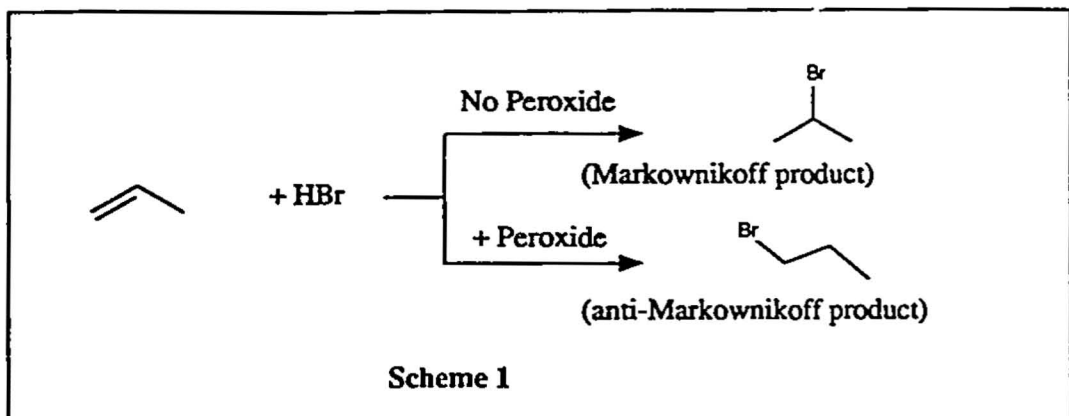 Br
No Peroxide
(Markownikoff product)
+ HBr
+ Peroxide
Br
(anti-Markownikoff product)
Scheme 1